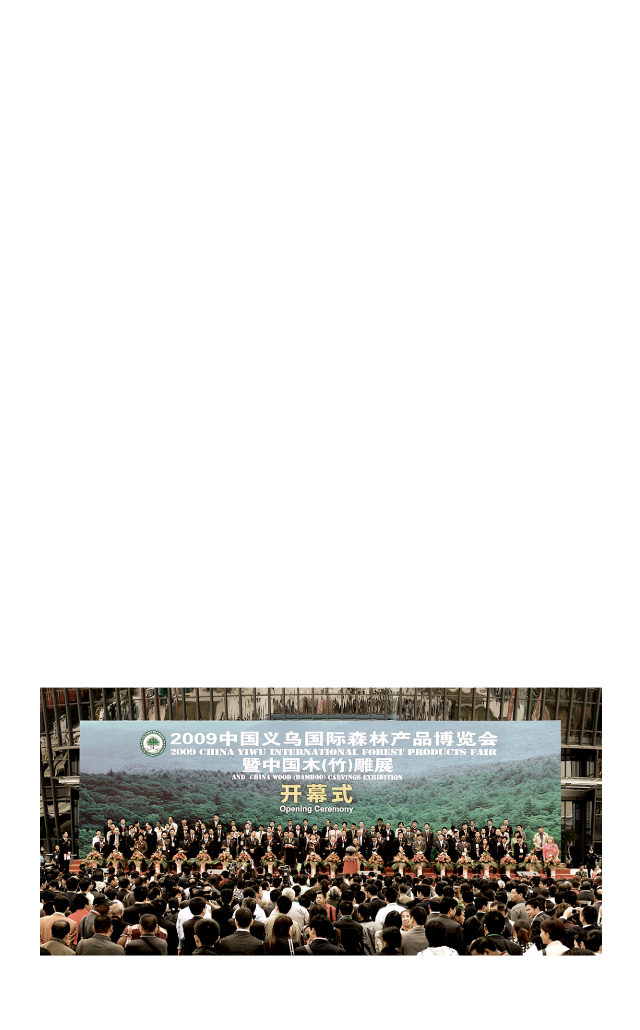 2009中国义乌国际森林产品博览会
2009 CHINA YIWU INTERNATIONAL FOREST PRODUCTS FAIR
暨中国木(竹)雕展
AND CHINA WOOD (BAMBOO) CARVINGS EXHIBITION
开幕式
Opening Ceremony